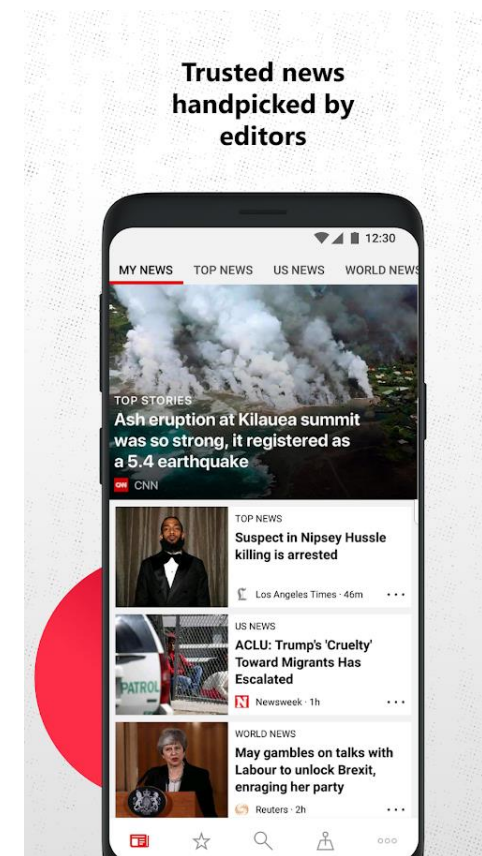 Trusted news
handpicked by
editors
12:30
MY NEWS TOP NEWS US NEWS WORLD NEWS
TOP STORIES
Ash eruption at Kilauea summit
was so strong, it registered as
a 5.4 earthquake
CNN CNN
TOP NEWS
Suspect in Nipsey Hussle
killing is arrested
Los Angeles Times · 46m
US NEWS
ACLU: Trump's 'Cruelty'
Toward Migrants Has
Escalated
PATROL
N Newsweek · 1h
WORLD NEWS
May gambles on talks with
Labour to unlock Brexit,
enraging her party
Reuters · 2h